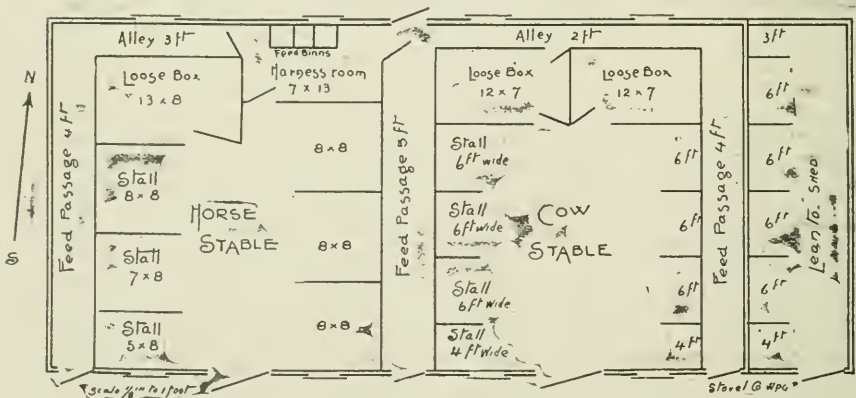 Alley 3 ft
Alley 2 ft
3 ft
Feed Binns
N
S
Loose Box
13 x 8
Harness room
7 x 13
Loose Box
12 x 7
Loose Box
12 x 7
6 ft
Feed Passage 4 ft
Stall
8 x 8
8 x 8
Feed Passage 5 ft
Stall
6 ft wide
6 ft
Feed Passage 4 ft
6 ft
Lean To Shed
HORSE
STABLE
Stall
7 x 8
8 x 8
Stall
6 ft wide
COW
STABLE
6 ft
6 ft
Stall
5 x 8
8 x 8
Stall
6 ft wide
6 ft
6 ft
Stall
4 ft wide
4 ft
4 ft
Scale 1/8 in to 1 foot
Stovel Co WPG